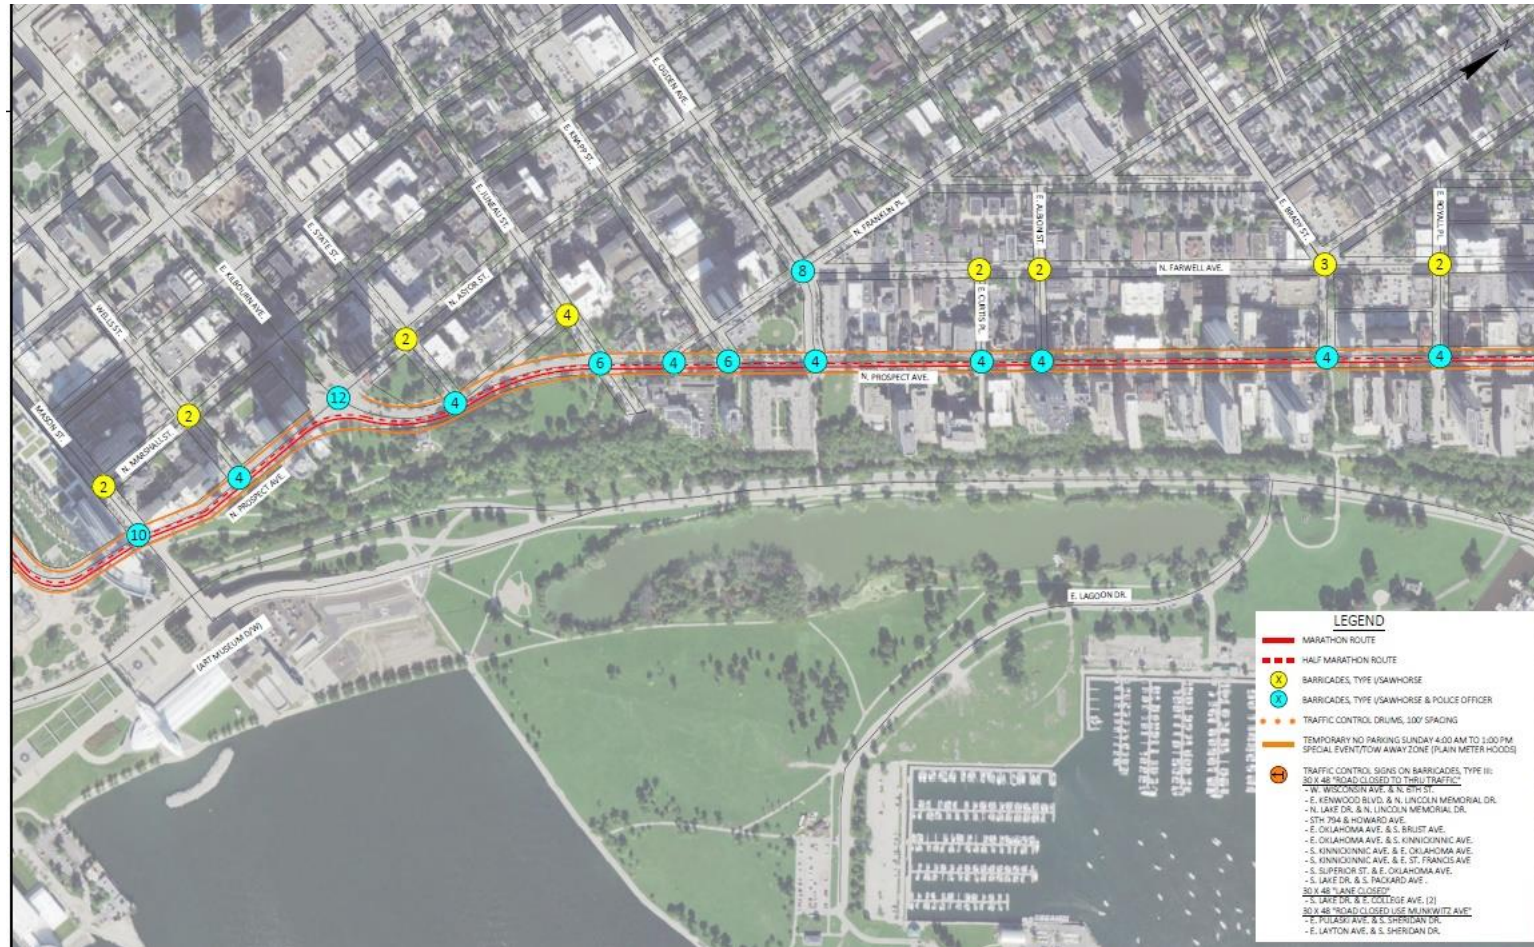 N
E. OGDEN AVE.
E. KNAPP ST.
E. JUNEAU ST.
E. STATE ST.
E. KILBOURN AVE.
WELLS ST.
MASON ST.
N. MARSHALL ST.
N. ASTOR ST.
N. FRANKLIN PL.
E. ALBION ST.
E. BRADY ST.
E. ROYALL PL.
N. FARWELL AVE.
E. CURTIS PL.
N. PROSPECT AVE.
N. PROSPECT AVE.
8
2
2
3
2
4
2
6
4
6
4
4
4
4
4
12
4
2
4
2
10
E. LAGOON DR.
(ART MUSEUM D/W)
LEGEND
MARATHON ROUTE
HALF MARATHON ROUTE
X BARRICADES, TYPE I/SAWHORSE
X BARRICADES, TYPE I/SAWHORSE & POLICE OFFICER
TRAFFIC CONTROL DRUMS, 100' SPACING
TEMPORARY NO PARKING SUNDAY 4:00 AM TO 1:00 PM
SPECIAL EVENT/TOW AWAY ZONE (PLAIN METER HOODS)
TRAFFIC CONTROL SIGNS ON BARRICADES, TYPE III:
30 X 48 "ROAD CLOSED TO THRU TRAFFIC"
- W. WISCONSIN AVE. & N. 6TH ST.
- E. KENWOOD BLVD. & N. LINCOLN MEMORIAL DR.
- N. LAKE DR. & N. LINCOLN MEMORIAL DR.
- STH 794 & HOWARD AVE.
- E. OKLAHOMA AVE. & S. BRUST AVE.
- E. OKLAHOMA AVE. & S. KINNICKINNIC AVE.
- S. KINNICKINNIC AVE. & E. OKLAHOMA AVE.
- S. KINNICKINNIC AVE. & E. ST. FRANCIS AVE
- S. SUPERIOR ST. & E. OKLAHOMA AVE.
- S. LAKE DR. & S. PACKARD AVE .
30 X 48 "LANE CLOSED"
- S. LAKE DR. & E. COLLEGE AVE. (2)
30 X 48 "ROAD CLOSED USE MUNKWITZ AVE"
- E. PULASKI AVE. & S. SHERIDAN DR.
- E. LAYTON AVE. & S. SHERIDAN DR.